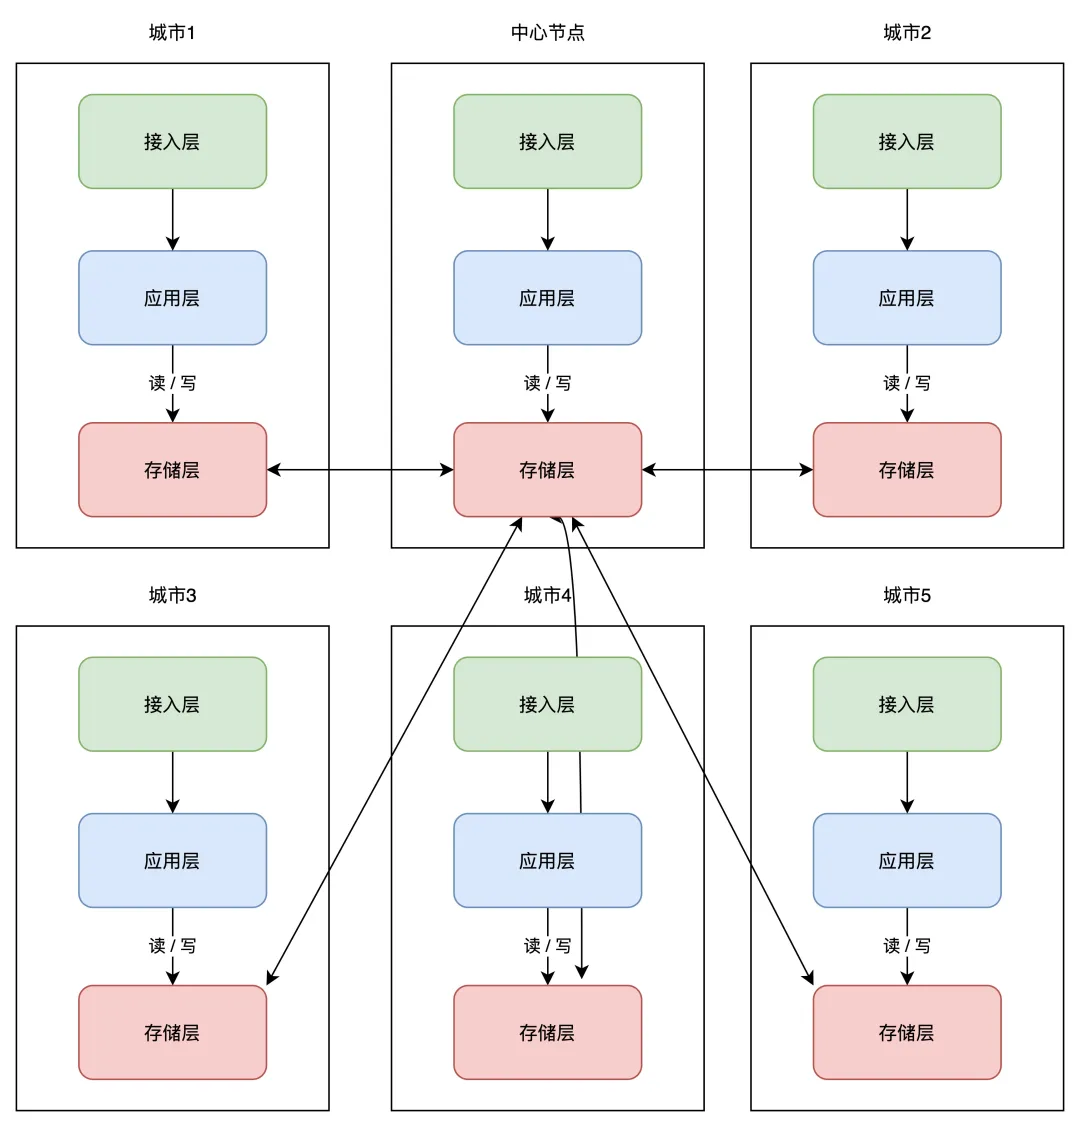 城市1
中心节点
城市2
接入层
接入层
接入层
应用层
应用层
应用层
读 / 写
读 / 写
读 / 写
存储层
存储层
存储层
城市3
城市4
城市5
接入层
接入层
接入层
应用层
应用层
应用层
读 / 写
读 / 写
读 / 写
存储层
存储层
存储层